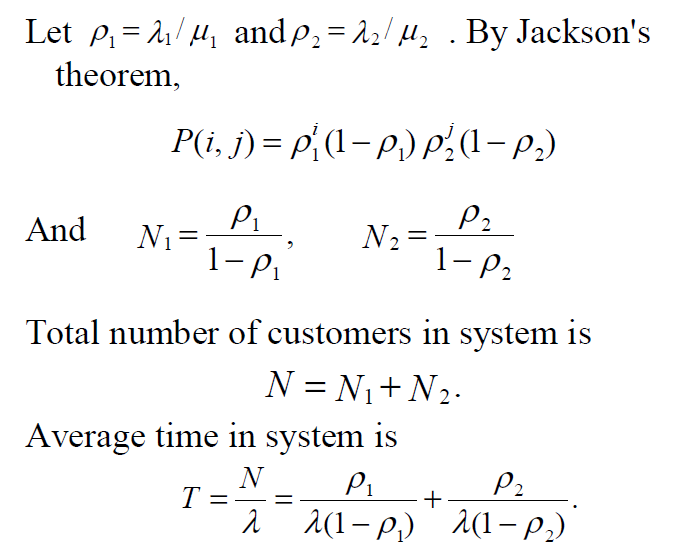 Let ρ₁ = λ₁/μ₁ and ρ₂ = λ₂/μ₂ . By Jackson's
theorem,
P(i, j) = ρ₁ⁱ(1−ρ₁) ρ₂ʲ(1−ρ₂)
And N₁ = ρ₁/(1−ρ₁), N₂ = ρ₂/(1−ρ₂)
Total number of customers in system is
N = N₁ + N₂.
Average time in system is
T = N/λ = ρ₁/(λ(1−ρ₁)) + ρ₂/(λ(1−ρ₂)).